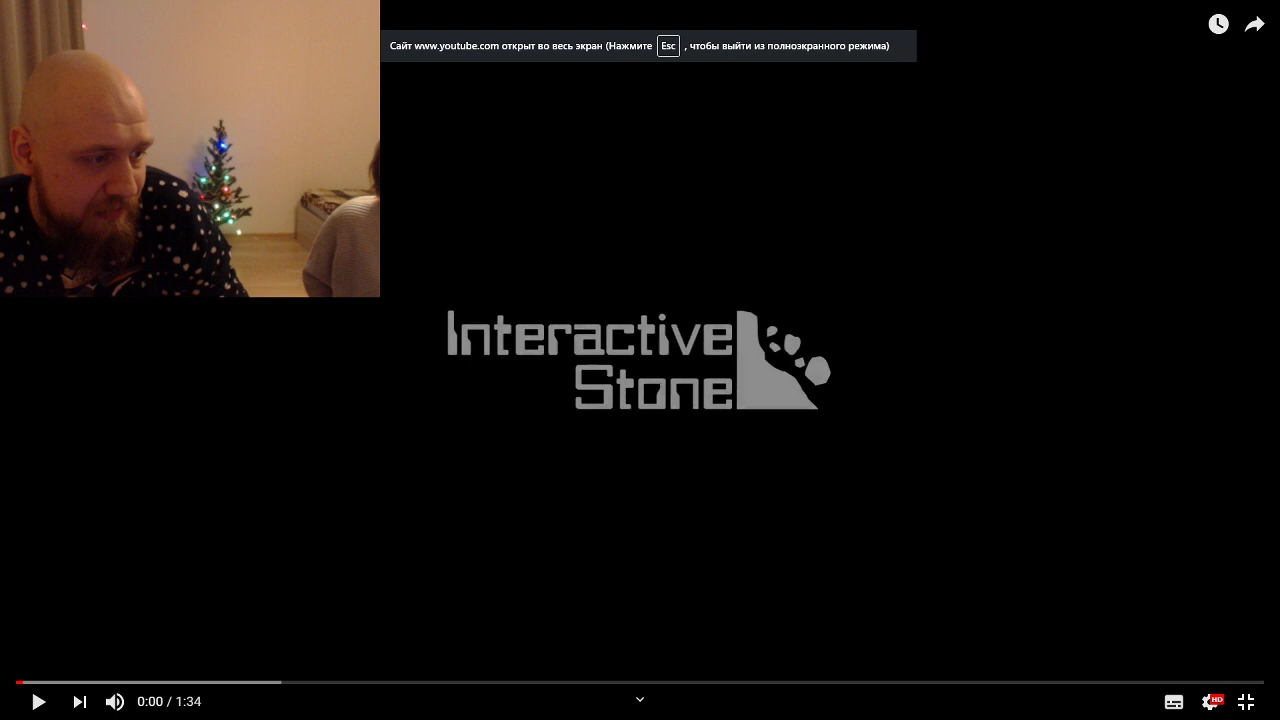 Сайт www.youtube.com открыт во весь экран (Нажмите Esc , чтобы выйти из полноэкранного режима)
Interactive
Stone
0:00 / 1:34
HD